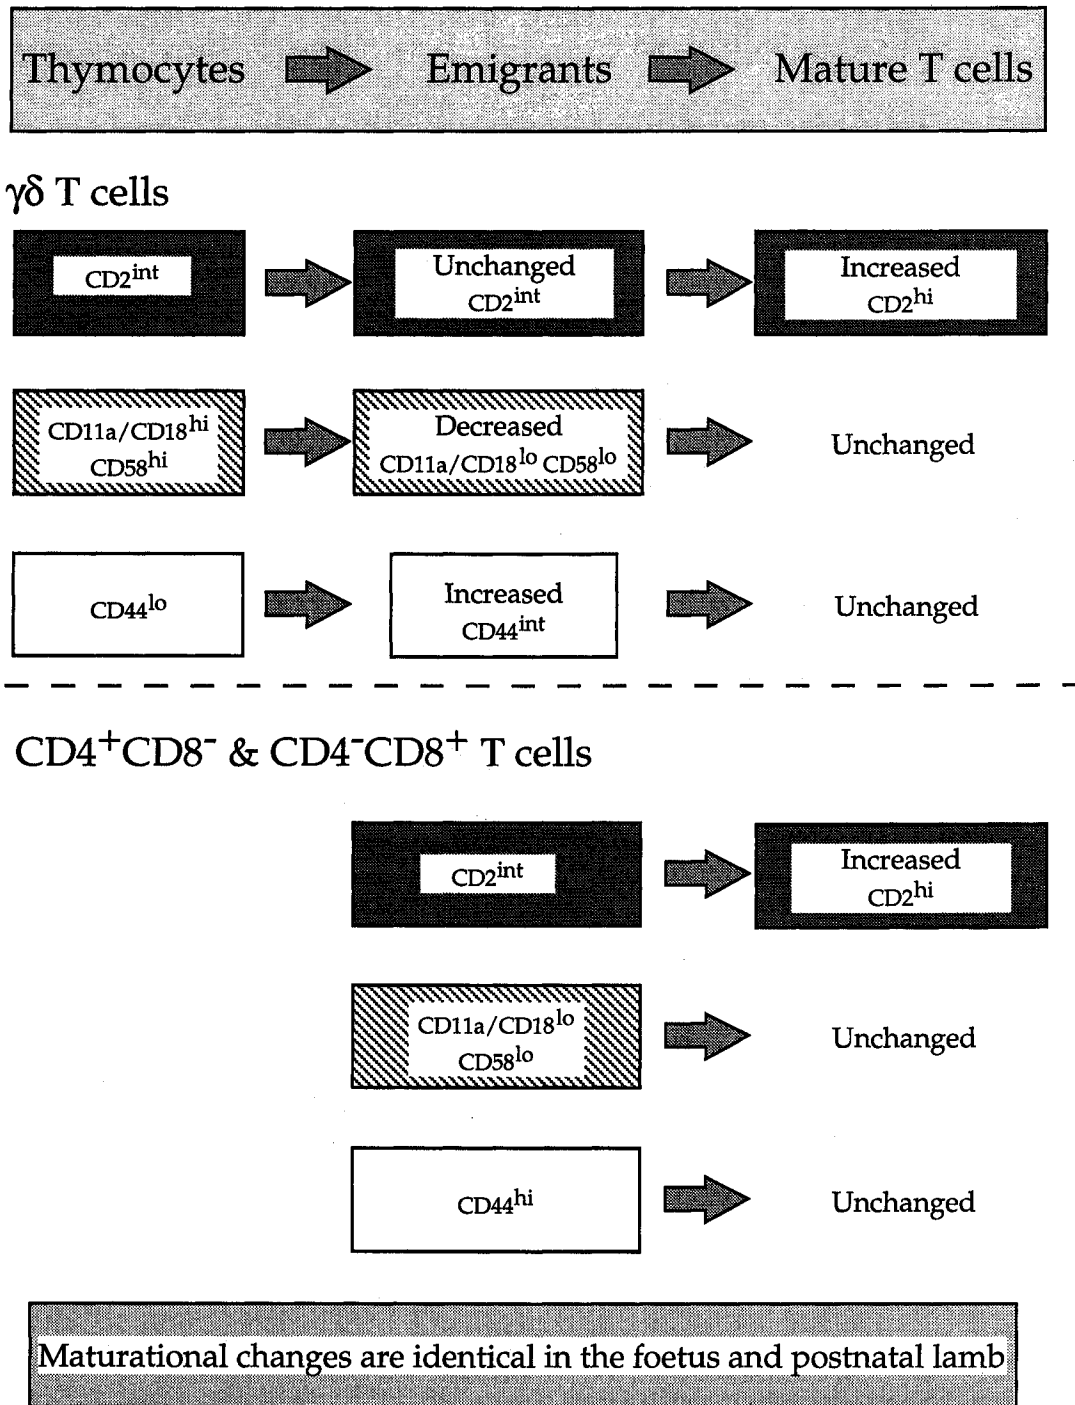 Thymocytes Emigrants Mature T cells
γδ T cells
CD2int Unchanged Increased
CD2int CD2hi
CD11a/CD18hi Decreased Unchanged
CD58hi CD11a/CD18lo CD58lo
CD44lo Increased Unchanged
CD44int
CD4+CD8- & CD4-CD8+ T cells
CD2int Increased
CD2hi
CD11a/CD18lo Unchanged
CD58lo
CD44hi Unchanged
Maturational changes are identical in the foetus and postnatal lamb